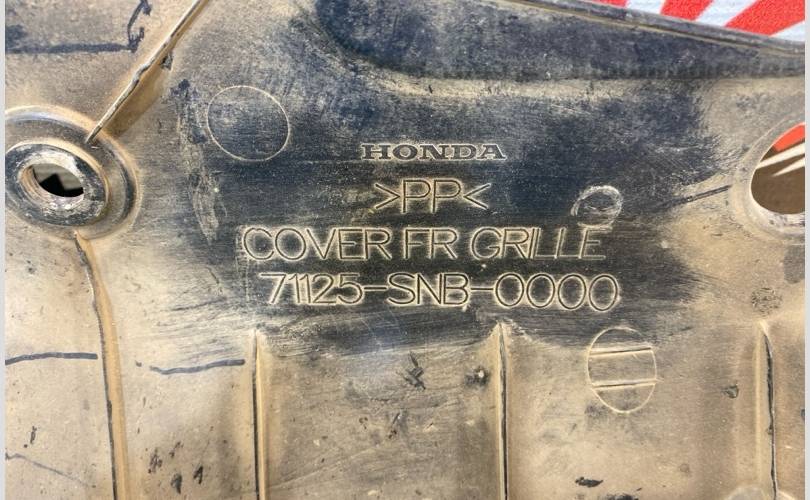 HONDA
>PP<
COVER FR GRILLE
71125-SNB-0000